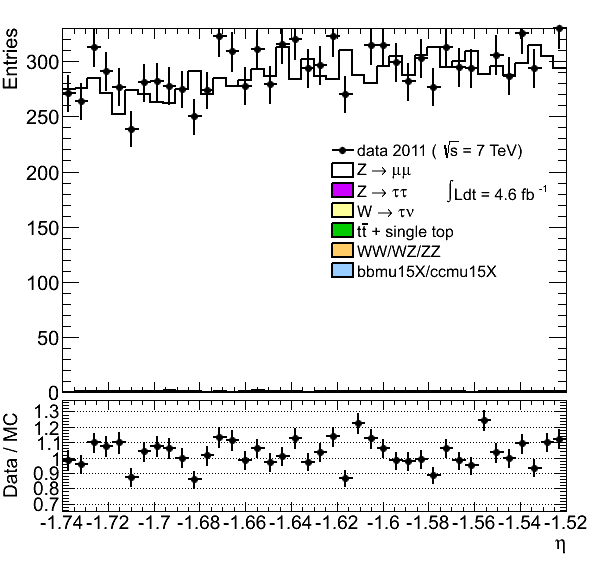 Entries
300
250
200
150
100
50
0
data 2011 ( √s = 7 TeV)
Z → μμ
Z → ττ
∫Ldt = 4.6 fb⁻¹
W → τν
tt̄ + single top
WW/WZ/ZZ
bbmu15X/ccmu15X
Data / MC
1.3
1.2
1.1
1
0.9
0.8
0.7
-1.74 -1.72 -1.7 -1.68 -1.66 -1.64 -1.62 -1.6 -1.58 -1.56 -1.54 -1.52
η